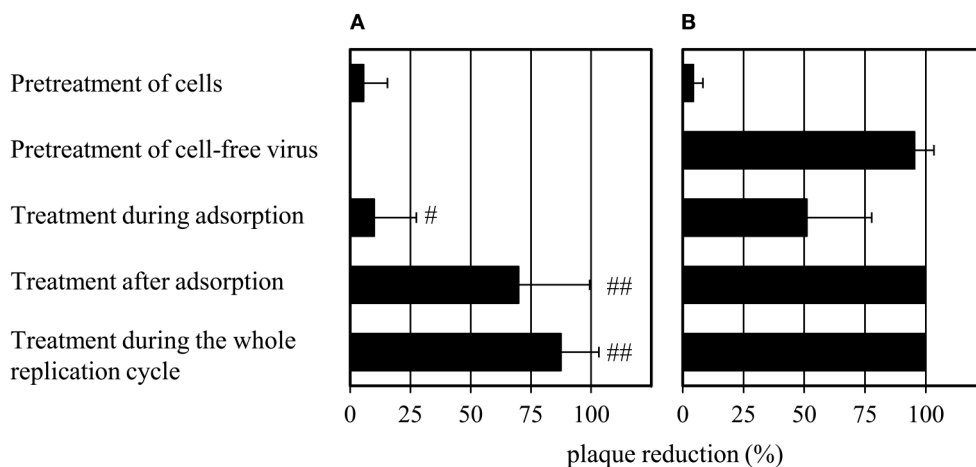 A B
Pretreatment of cells
Pretreatment of cell-free virus
Treatment during adsorption #
Treatment after adsorption ##
Treatment during the whole ##
replication cycle
0 25 50 75 100 0 25 50 75 100
plaque reduction (%)